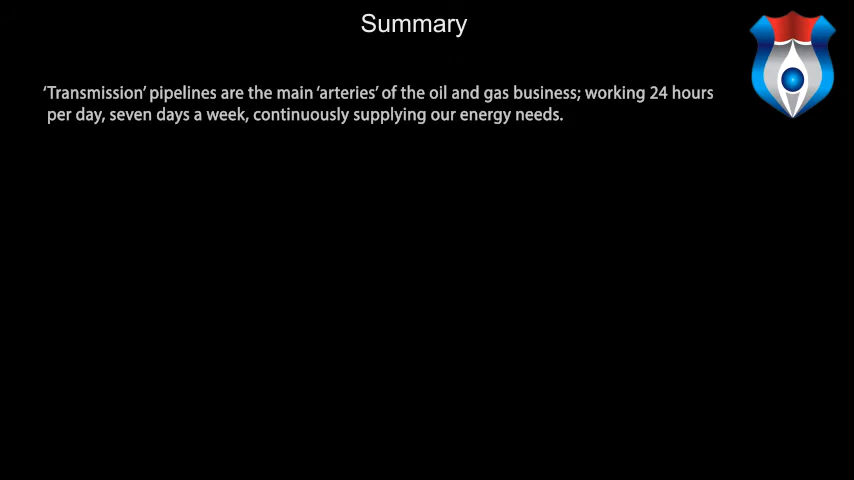 Summary
‘Transmission’ pipelines are the main ‘arteries’ of the oil and gas business; working 24 hours
per day, seven days a week, continuously supplying our energy needs.